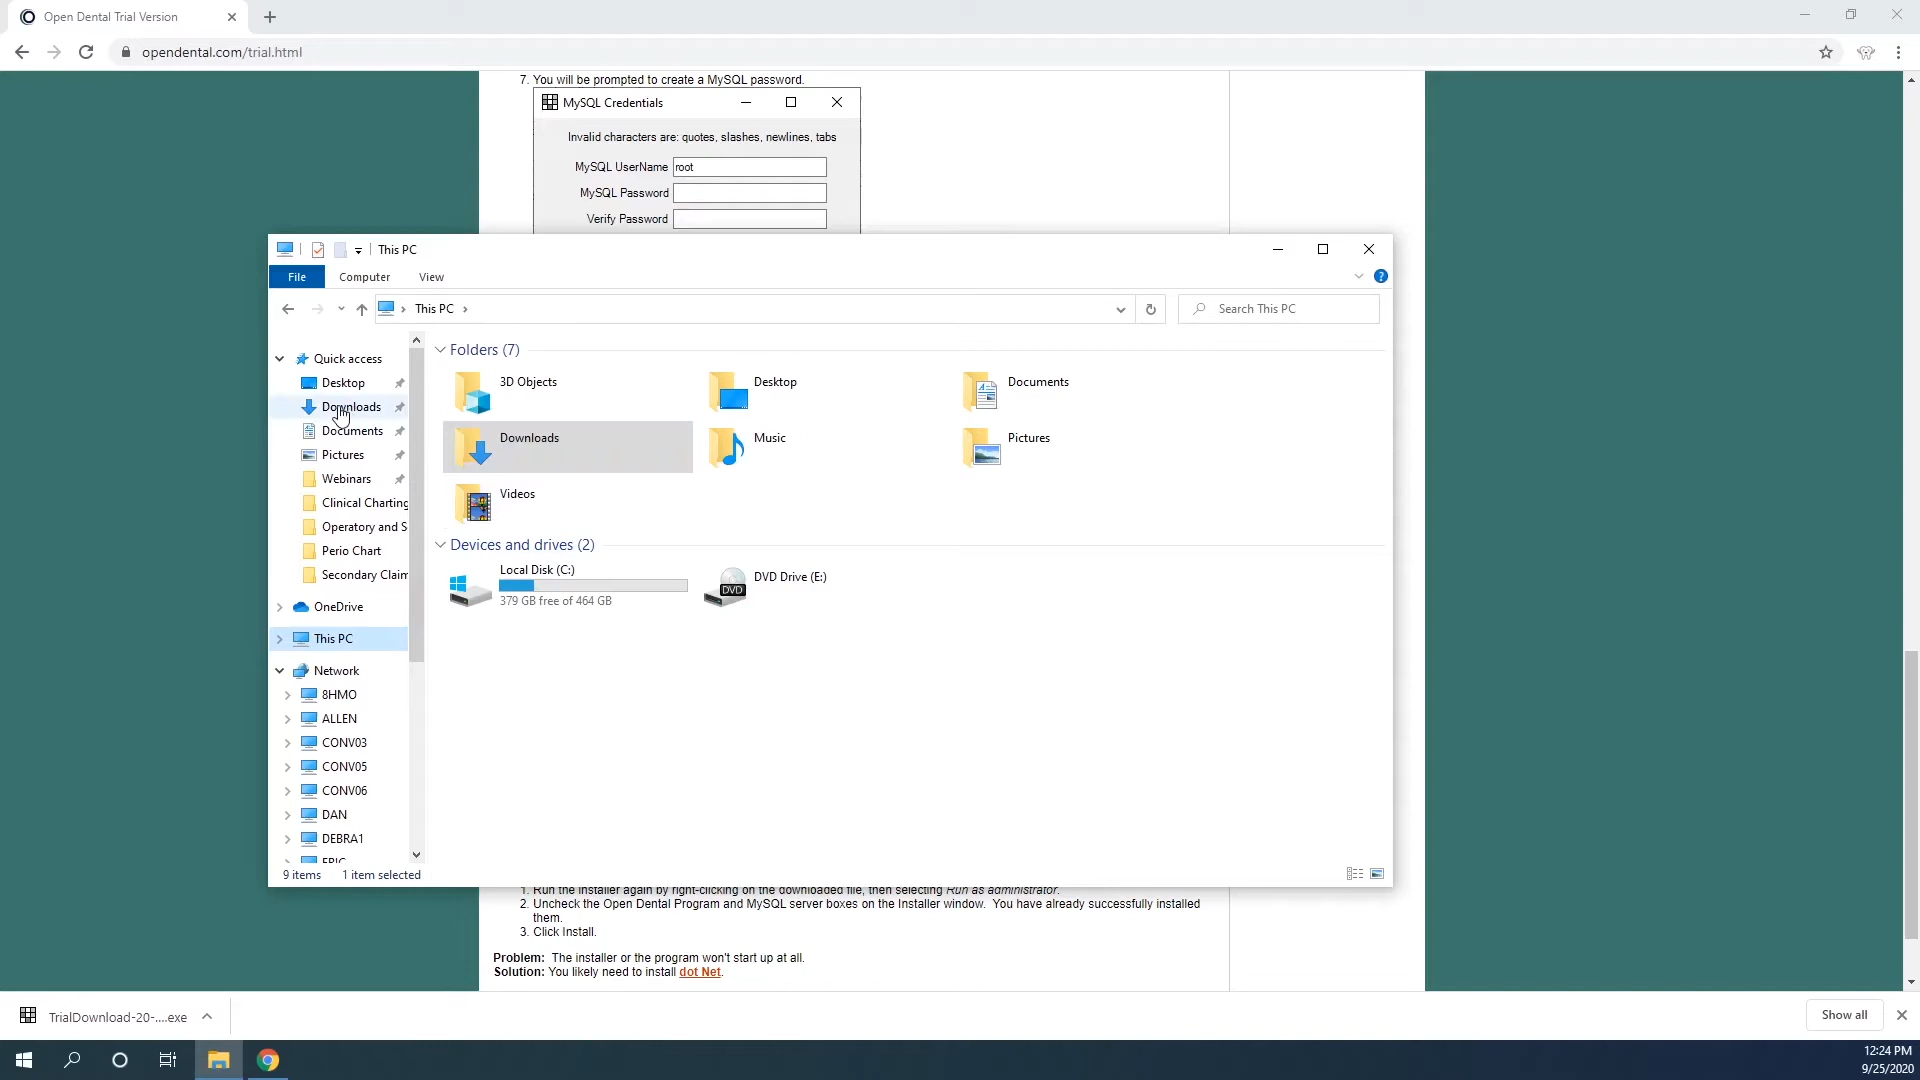 Open Dental Trial Version
opendental.com/trial.html
7. You will be prompted to create a MySQL password.
MySQL Credentials
Invalid characters are: quotes, slashes, newlines, tabs
MySQL UserName root
MySQL Password
Verify Password
This PC
File Computer View
This PC
Search This PC
Quick access
Desktop
Downloads
Documents
Pictures
Webinars
Clinical Charting
Operatory and S
Perio Chart
Secondary Claim
OneDrive
This PC
Network
8HMO
ALLEN
CONV03
CONV05
CONV06
DAN
DEBRA1
ERIC
Folders (7)
3D Objects
Desktop
Documents
Downloads
Music
Pictures
Videos
Devices and drives (2)
Local Disk (C:)
379 GB free of 464 GB
DVD Drive (E:)
DVD
9 items 1 item selected
1. Run the installer again by right-clicking on the downloaded file, then selecting Run as administrator.
2. Uncheck the Open Dental Program and MySQL server boxes on the Installer window. You have already successfully installed
them.
3. Click Install.
Problem: The installer or the program won't start up at all.
Solution: You likely need to install dot Net.
TrialDownload-20-....exe
Show all
12:24 PM
9/25/2020